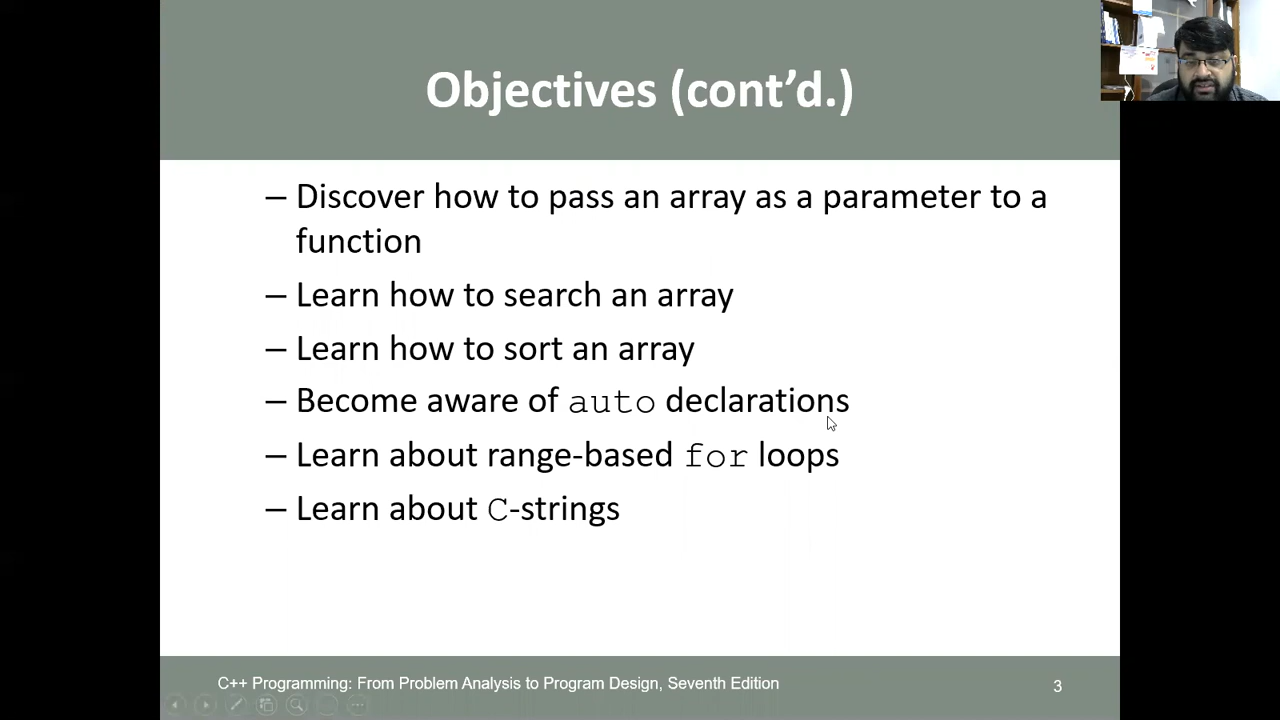 Objectives (cont’d.)
– Discover how to pass an array as a parameter to a
function
– Learn how to search an array
– Learn how to sort an array
– Become aware of auto declarations
– Learn about range-based for loops
– Learn about C-strings
C++ Programming: From Problem Analysis to Program Design, Seventh Edition
3